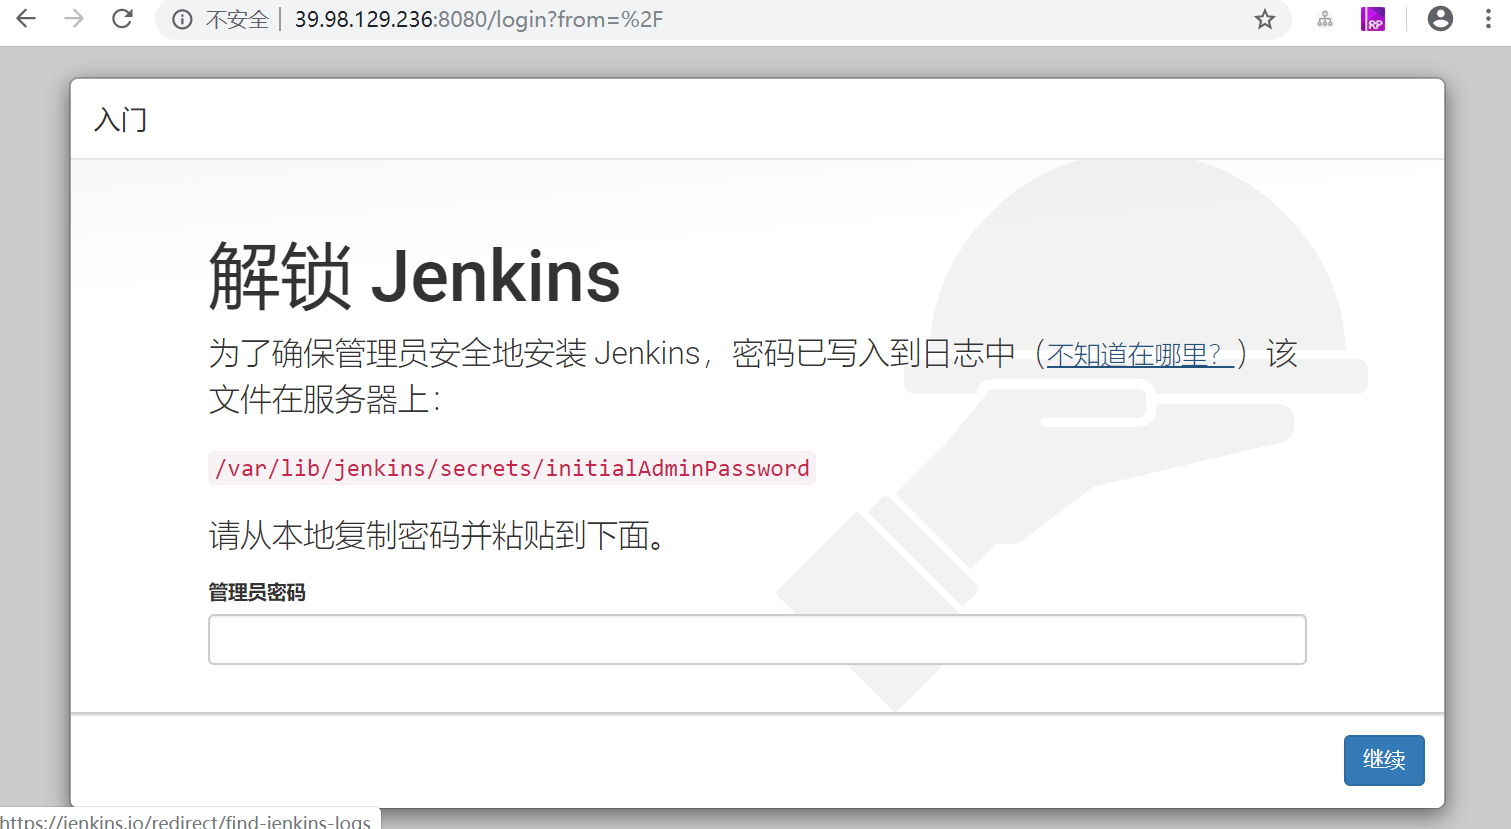 不安全 39.98.129.236:8080/login?from=%2F
RP
入门
解锁 Jenkins
为了确保管理员安全地安装 Jenkins，密码已写入到日志中（不知道在哪里？）该
文件在服务器上：
/var/lib/jenkins/secrets/initialAdminPassword
请从本地复制密码并粘贴到下面。
管理员密码
继续
https://jenkins.io/redirect/find-jenkins-logs